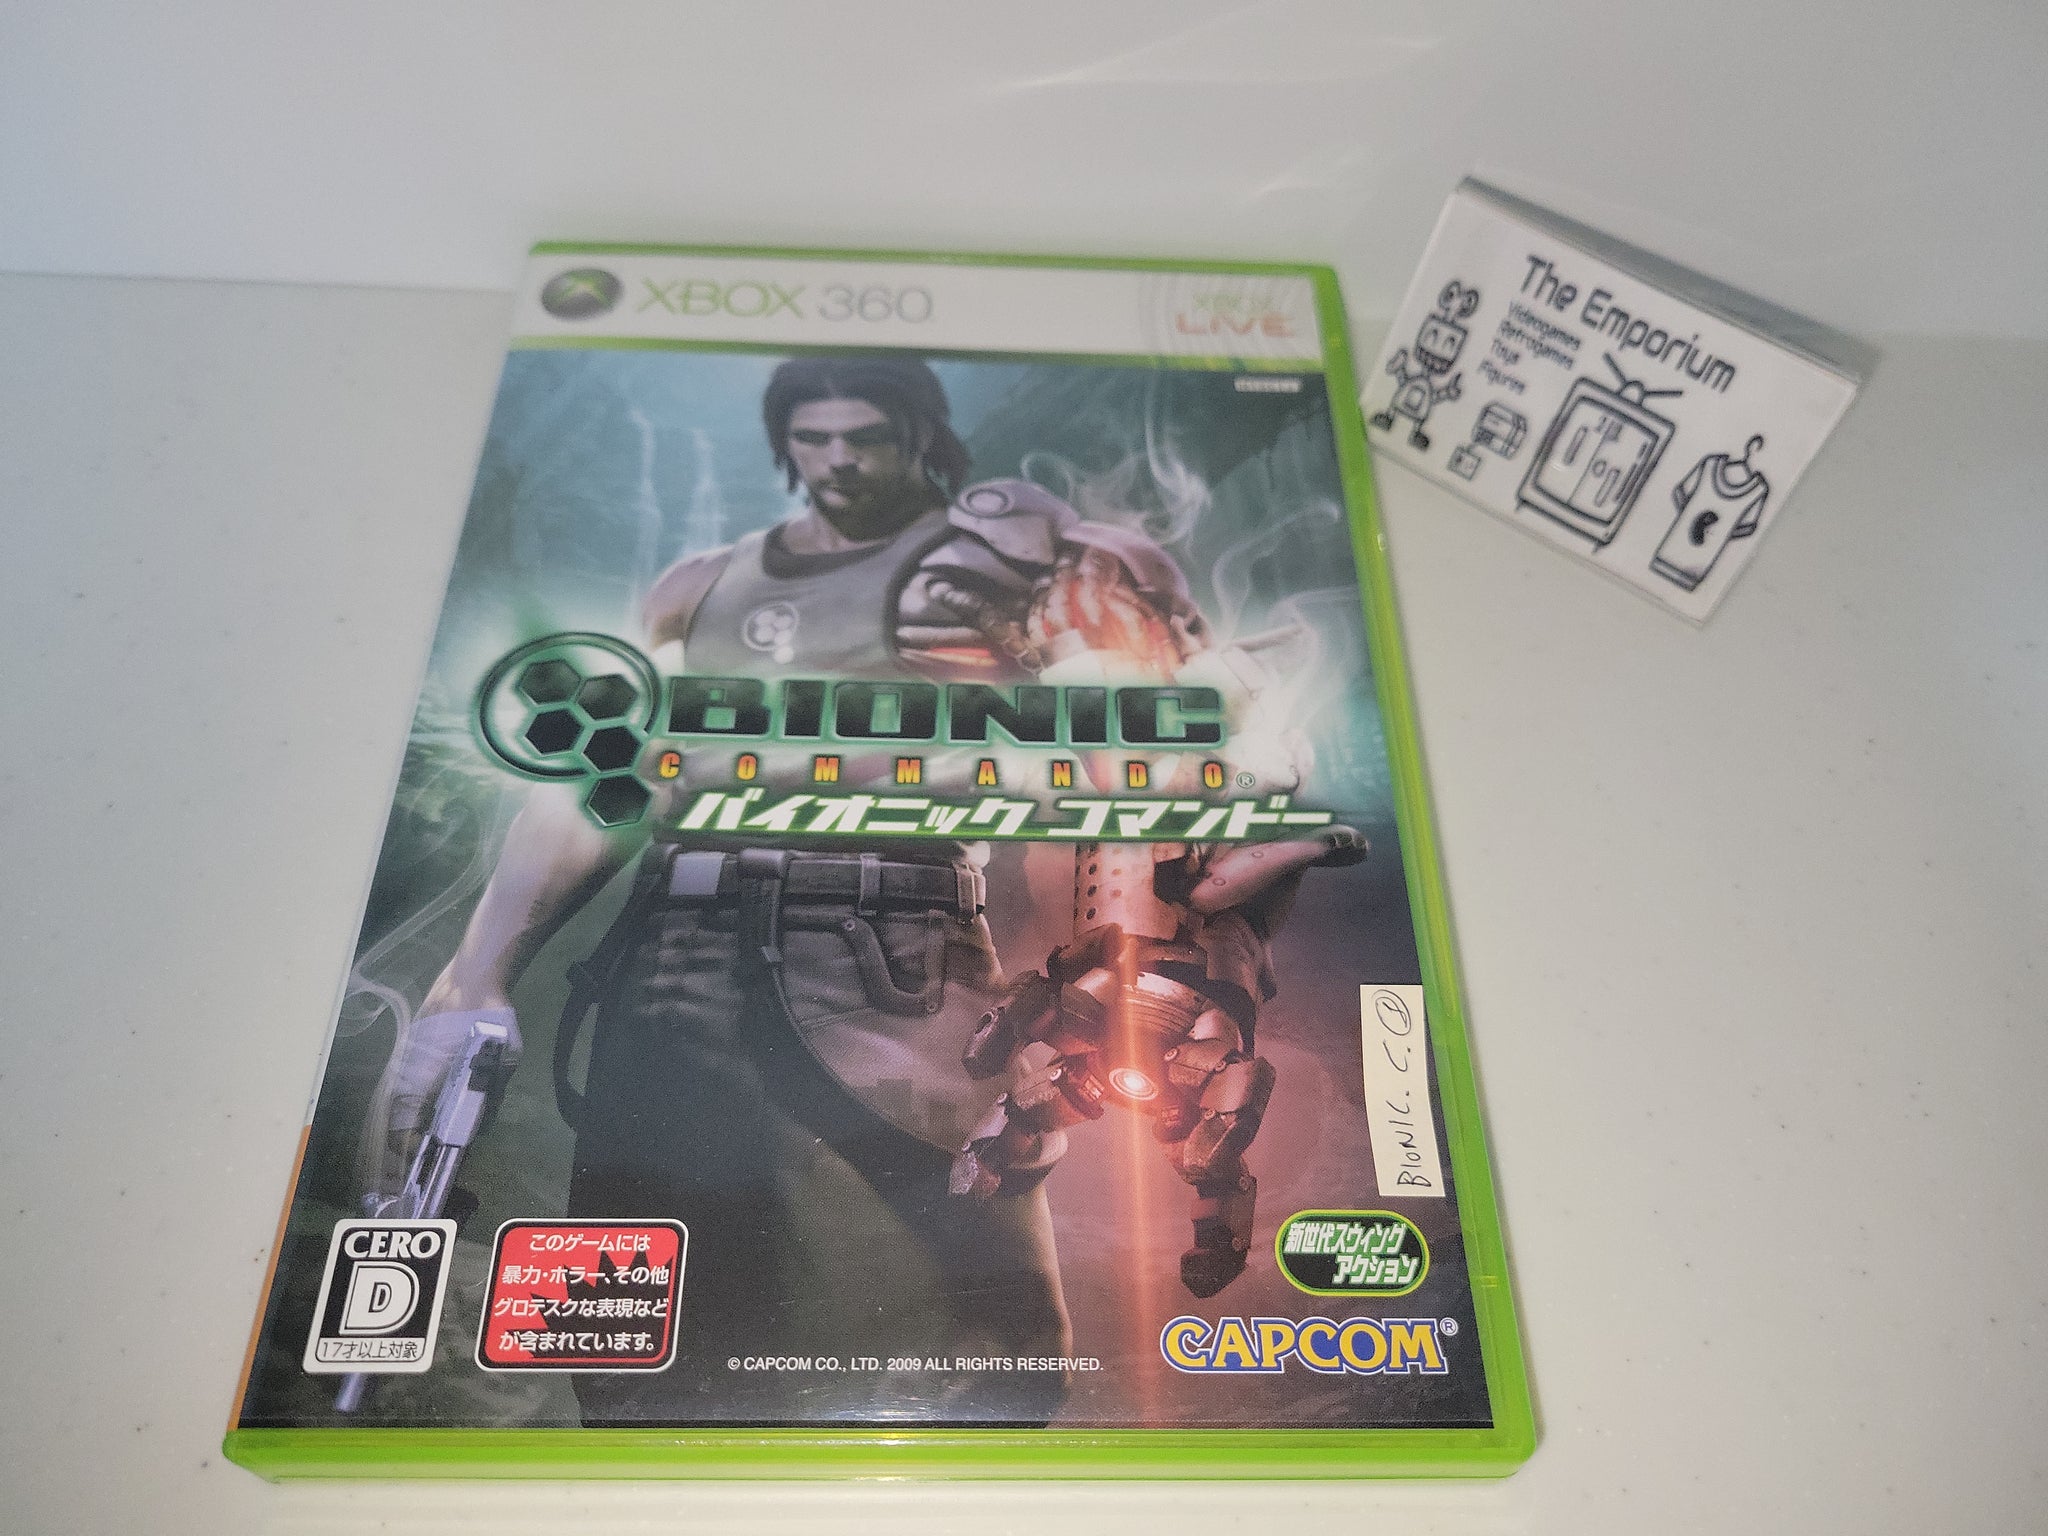 XBOX 360
XBOX
LIVE
BIONIC
COMMANDO®
バイオニック コマンドー
BIONIC. C.
新世代スウィング
アクション
CERO
D
17才以上対象
このゲームには
暴力・ホラー、その他
グロテスクな表現など
が含まれています。
© CAPCOM CO., LTD. 2009 ALL RIGHTS RESERVED.
CAPCOM®
The Emporium
Videogames
Retrogames
Toys
Figures